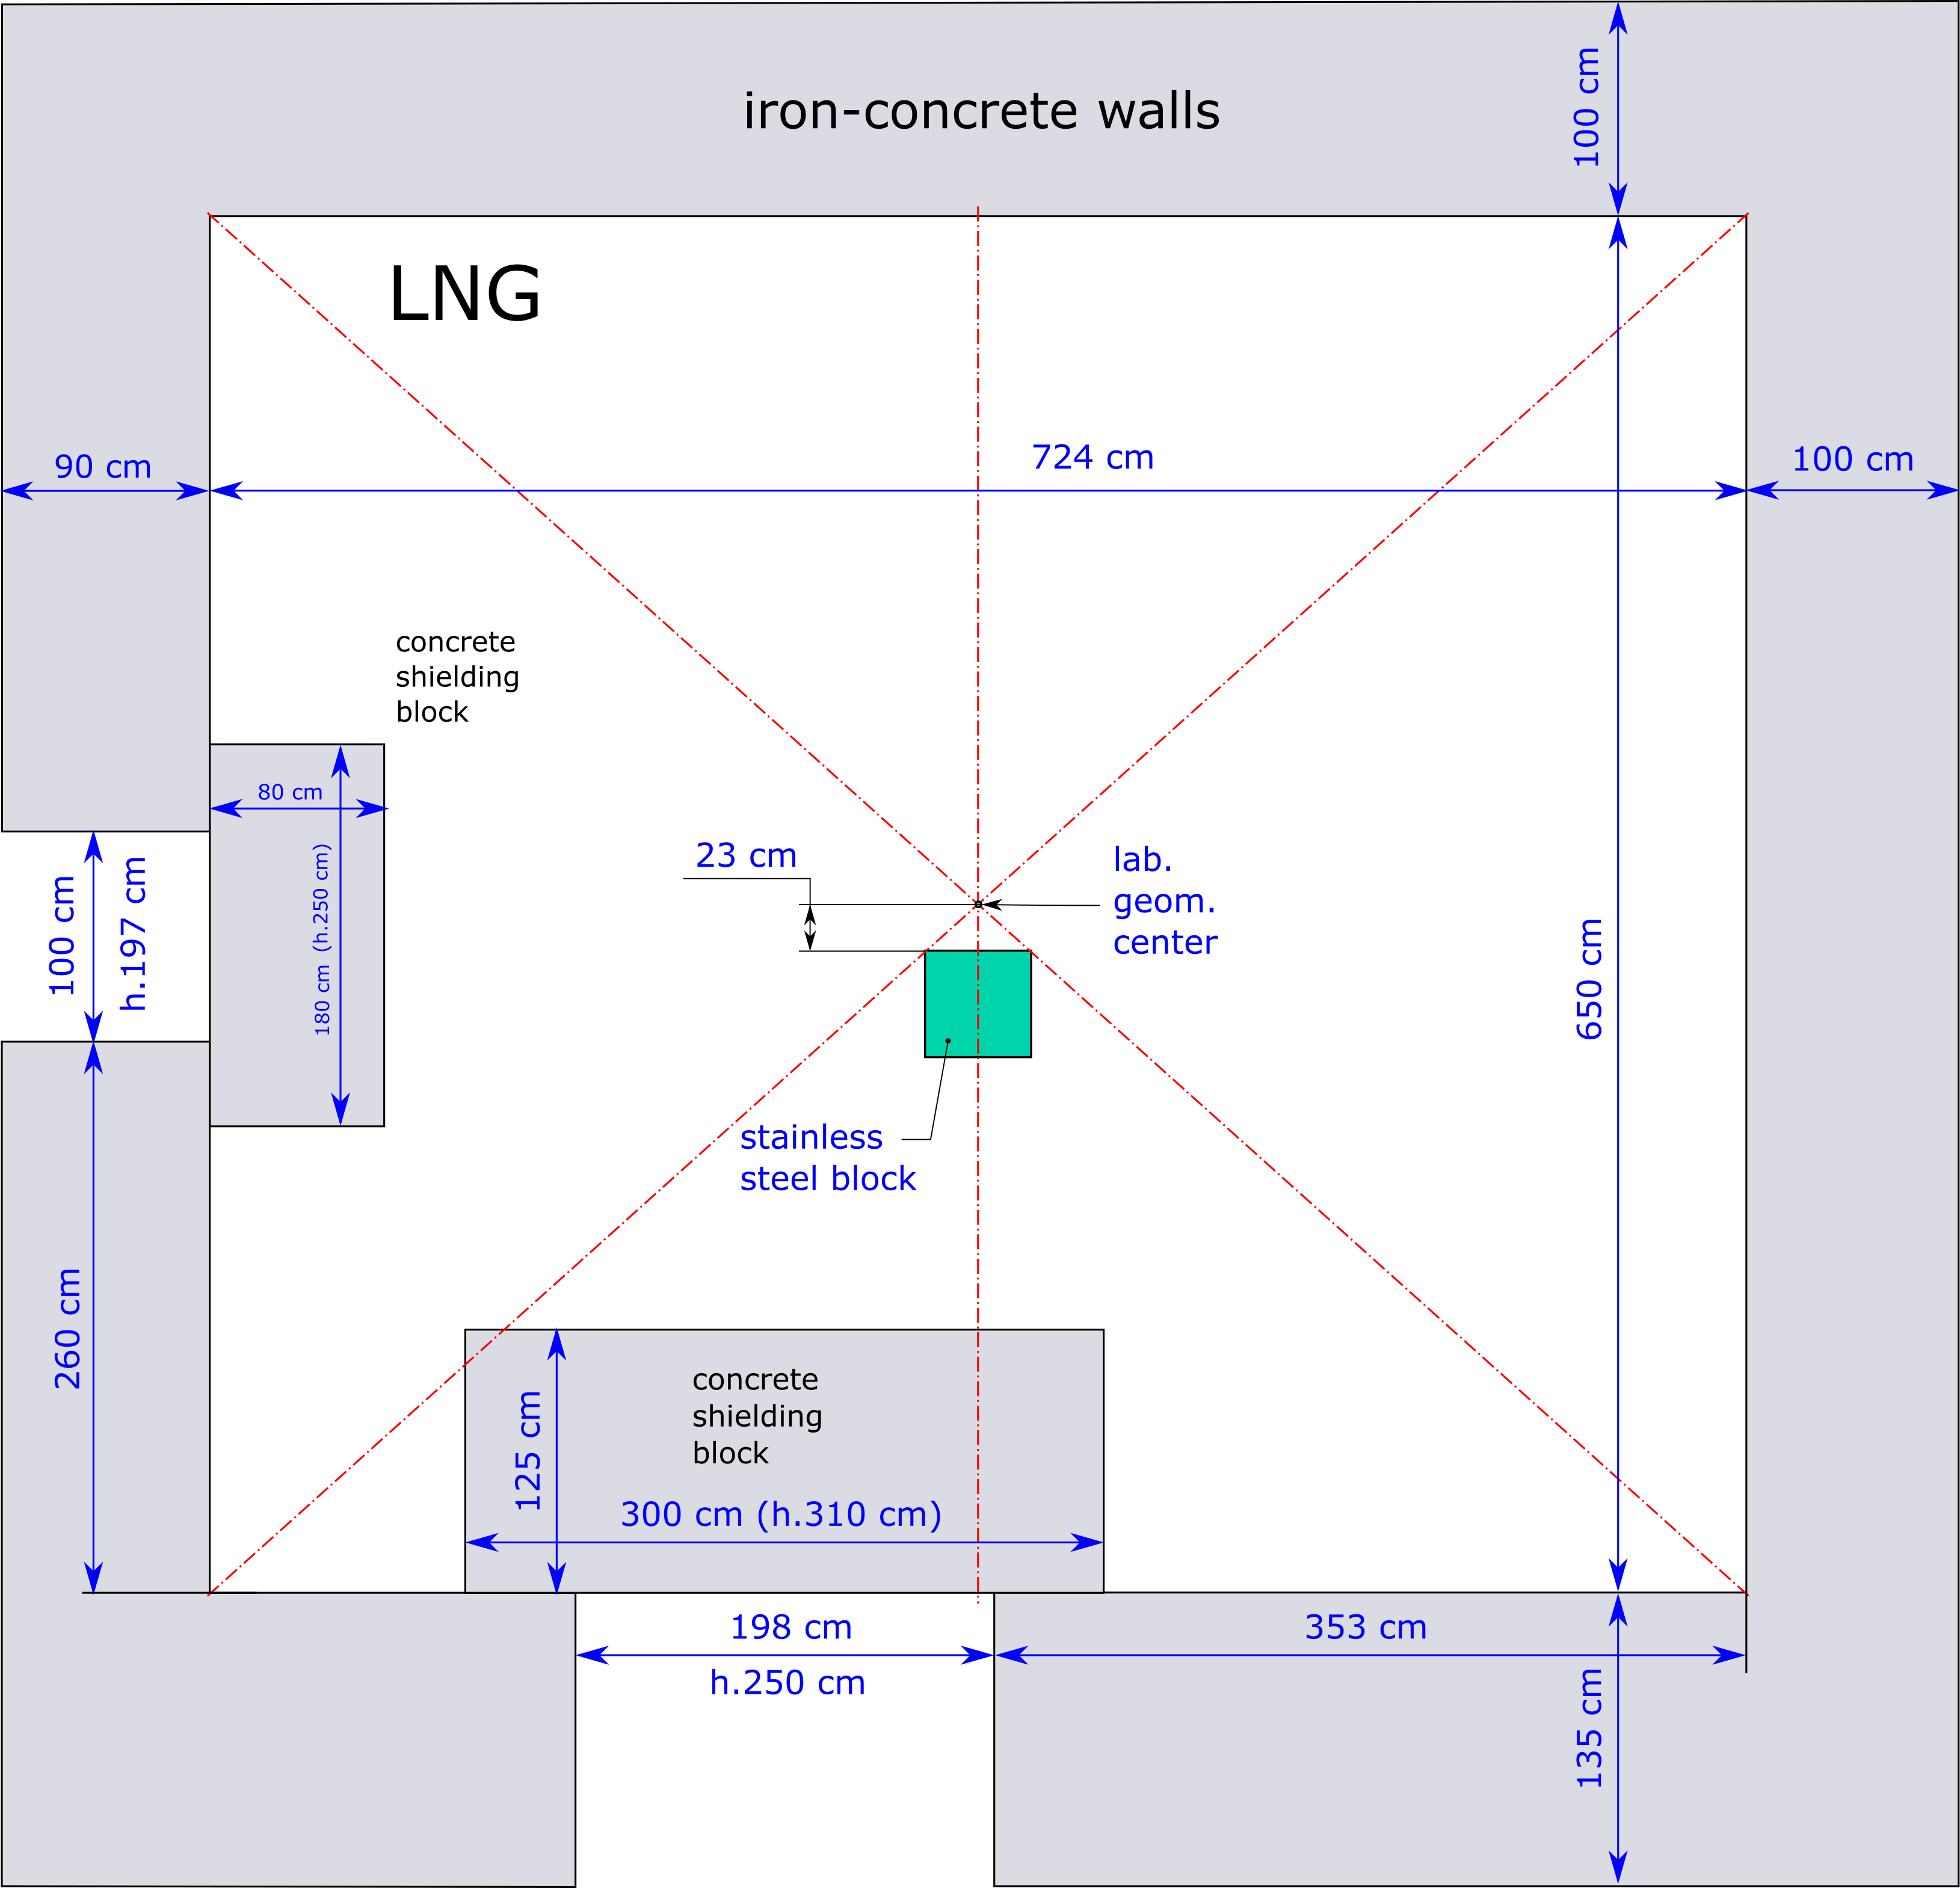 iron-concrete walls
100 cm
LNG
90 cm
724 cm
100 cm
concrete
shielding
block
80 cm
180 cm (h.250 cm)
100 cm
h.197 cm
23 cm
lab.
geom.
center
650 cm
stainless
steel block
260 cm
concrete
shielding
block
125 cm
300 cm (h.310 cm)
198 cm
h.250 cm
353 cm
135 cm